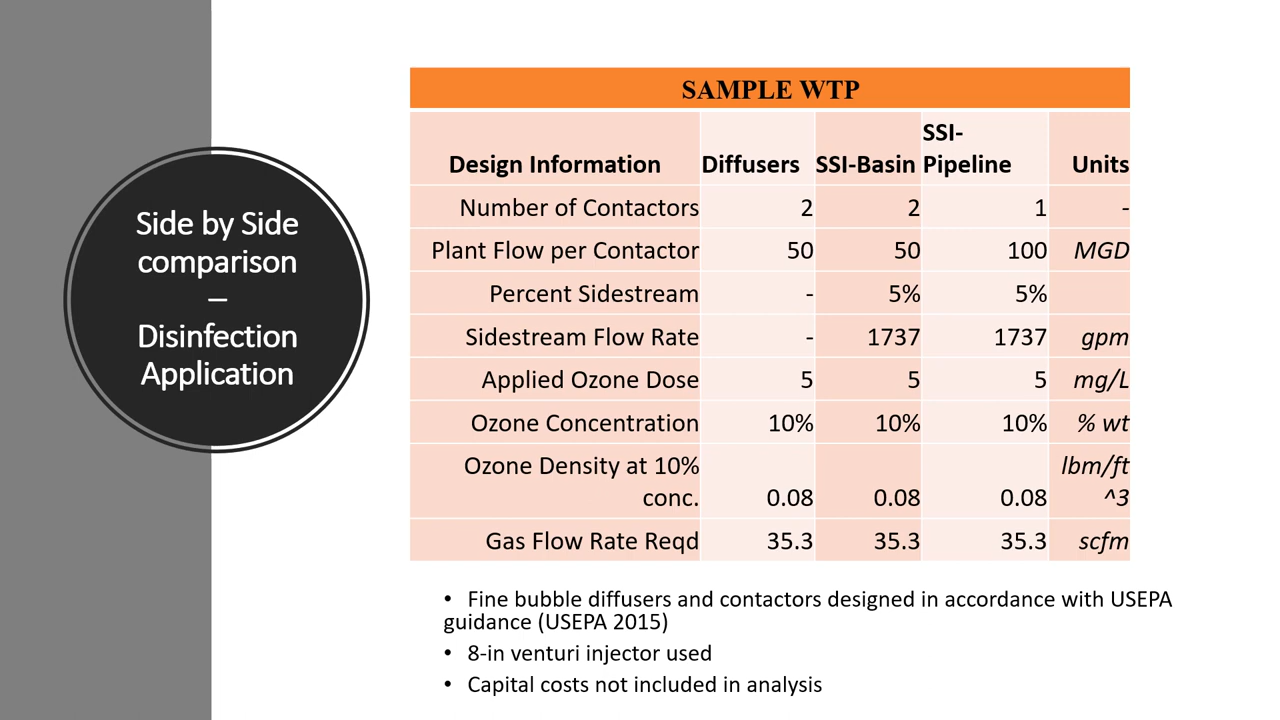 Side by Side
comparison
–
Disinfection
Application
SAMPLE WTP
Design Information Diffusers SSI-Basin SSI-Pipeline Units
Number of Contactors 2 2 1 -
Plant Flow per Contactor 50 50 100 MGD
Percent Sidestream - 5% 5%
Sidestream Flow Rate - 1737 1737 gpm
Applied Ozone Dose 5 5 5 mg/L
Ozone Concentration 10% 10% 10% % wt
Ozone Density at 10% conc. 0.08 0.08 0.08 lbm/ft^3
Gas Flow Rate Reqd 35.3 35.3 35.3 scfm
• Fine bubble diffusers and contactors designed in accordance with USEPA
guidance (USEPA 2015)
• 8-in venturi injector used
• Capital costs not included in analysis